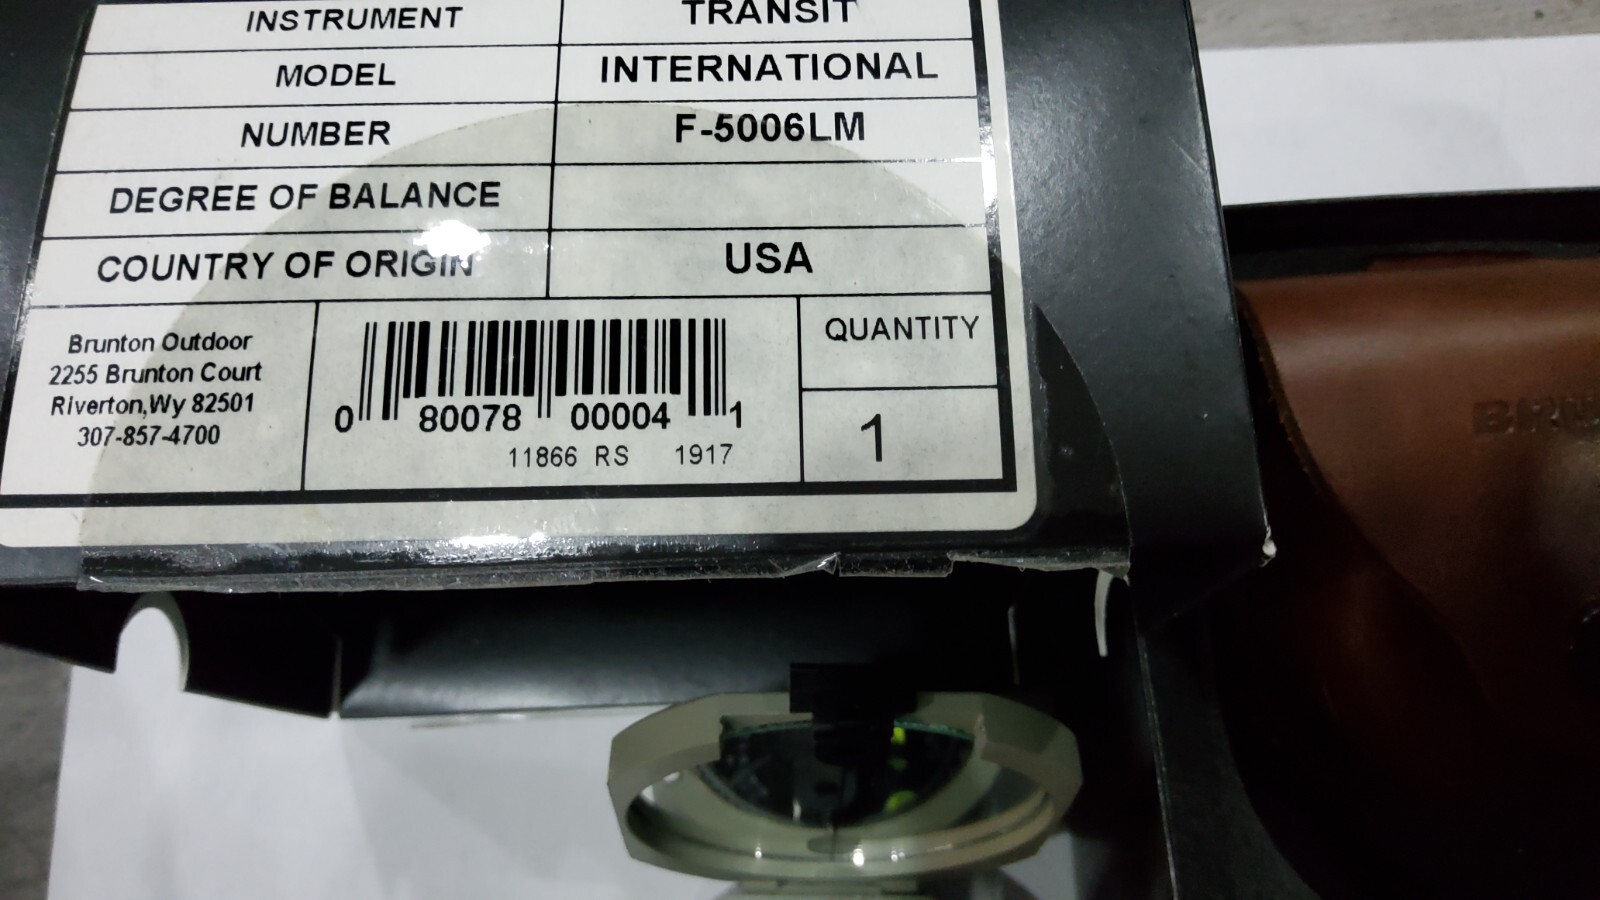 INSTRUMENT TRANSIT
MODEL INTERNATIONAL
NUMBER F-5006LM
DEGREE OF BALANCE
COUNTRY OF ORIGIN USA
Brunton Outdoor
2255 Brunton Court
Riverton,Wy 82501
307-857-4700
0 80078 00004 1
11866 RS 1917
QUANTITY
1